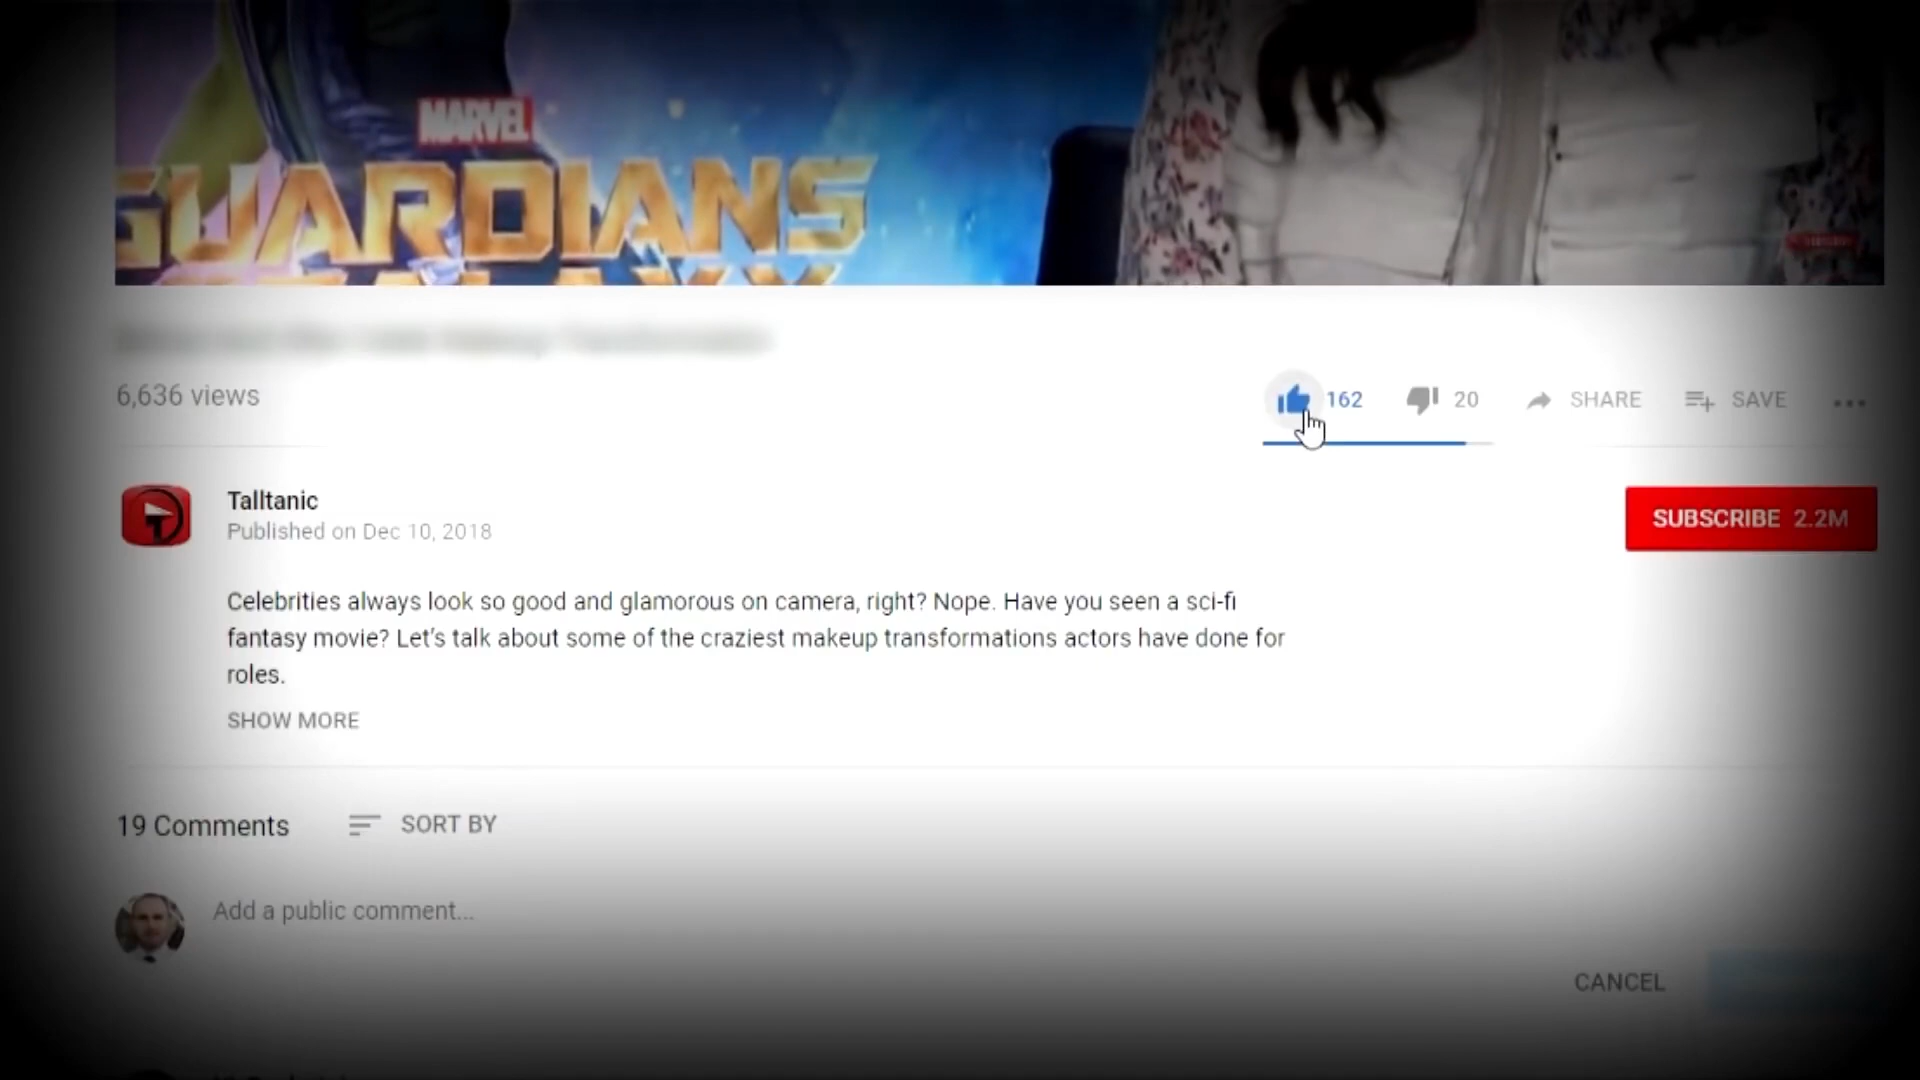 MARVEL
GUARDIANS
GALAXY
6,636 views
162
20
SHARE
SAVE
Talltanic
Published on Dec 10, 2018
SUBSCRIBE 2.2M
Celebrities always look so good and glamorous on camera, right? Nope. Have you seen a sci-fi
fantasy movie? Let's talk about some of the craziest makeup transformations actors have done for
roles.
SHOW MORE
19 Comments
SORT BY
Add a public comment...
CANCEL